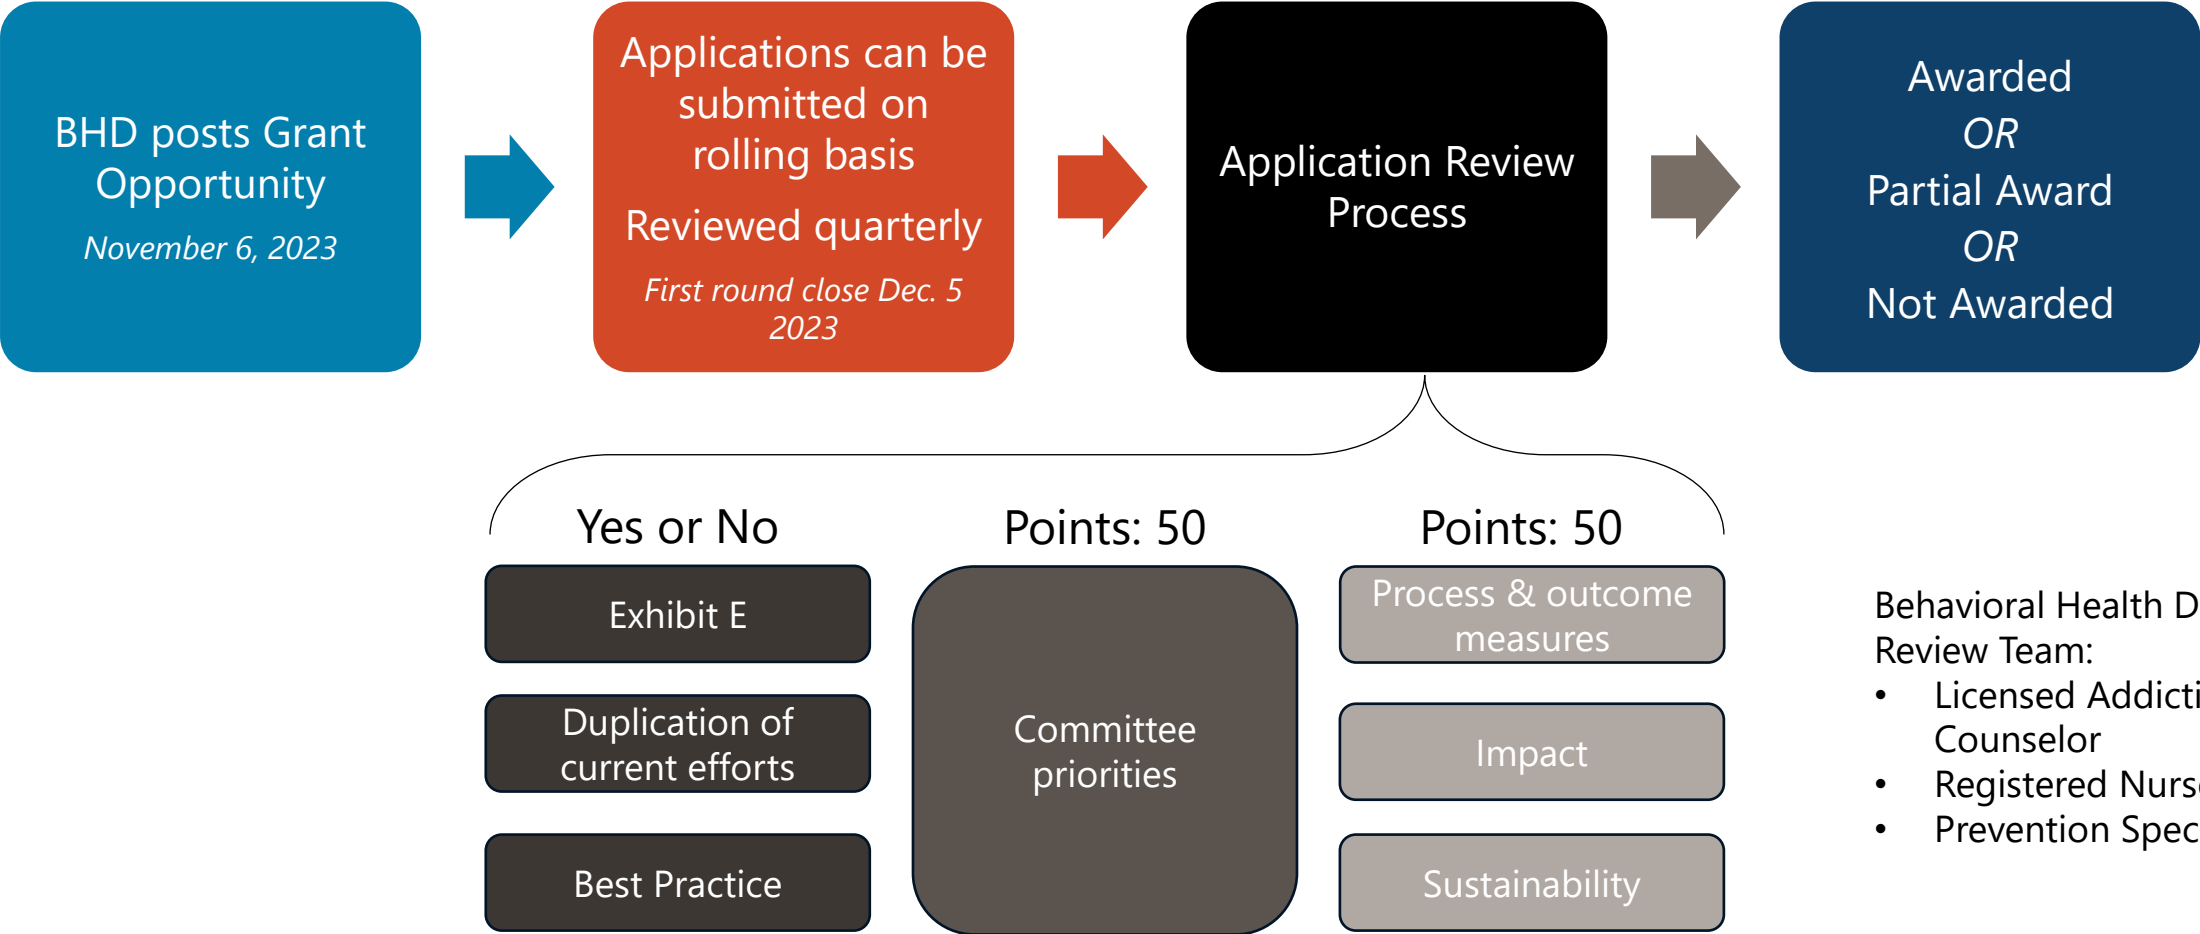 BHD posts Grant
Opportunity
November 6, 2023
Applications can be
submitted on
rolling basis
Reviewed quarterly
First round close Dec. 5
2023
Application Review
Process
Awarded
OR
Partial Award
OR
Not Awarded
Yes or No
Exhibit E
Duplication of
current efforts
Best Practice
Points: 50
Committee
priorities
Points: 50
Process & outcome
measures
Impact
Sustainability
Behavioral Health D
Review Team:
• Licensed Addicti
Counselor
• Registered Nurs
• Prevention Spec